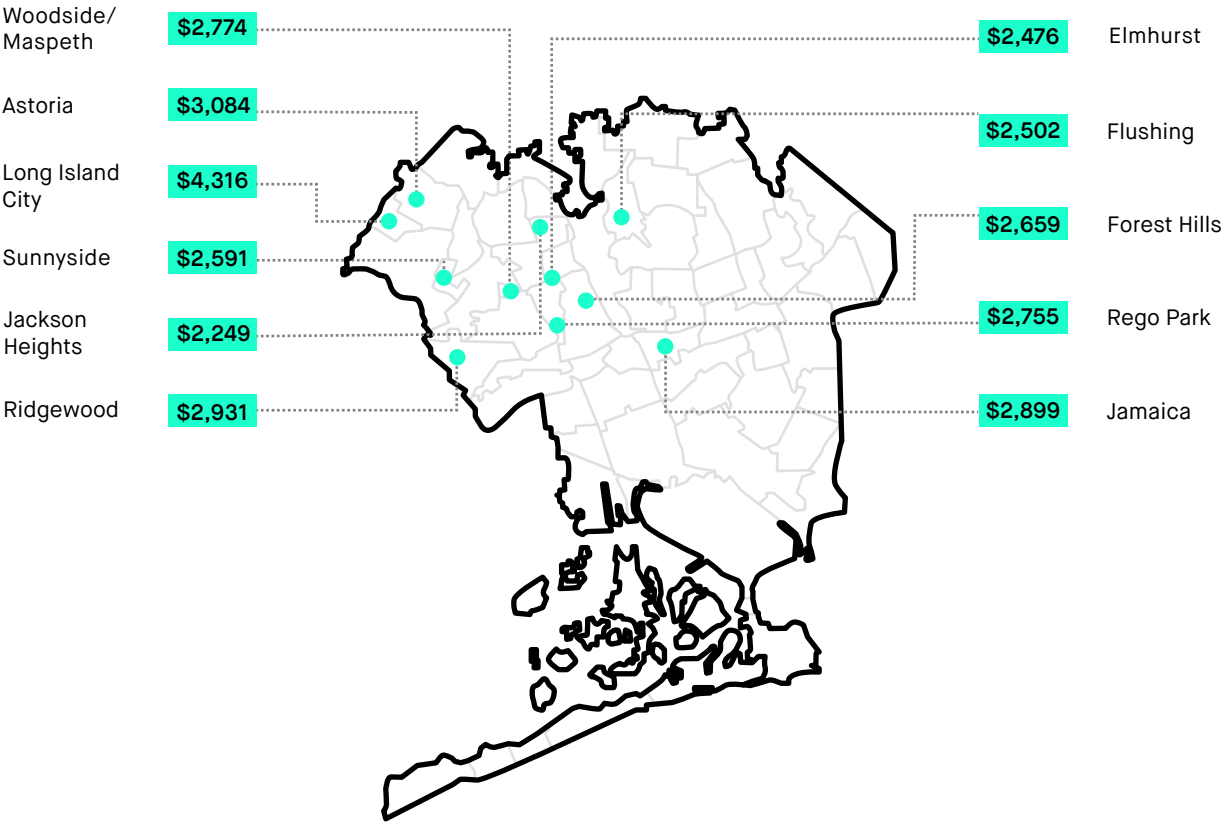 Woodside/
Maspeth
$2,774
Astoria
$3,084
Long Island
City
$4,316
Sunnyside
$2,591
Jackson
Heights
$2,249
Ridgewood
$2,931
$2,476
Elmhurst
$2,502
Flushing
$2,659
Forest Hills
$2,755
Rego Park
$2,899
Jamaica